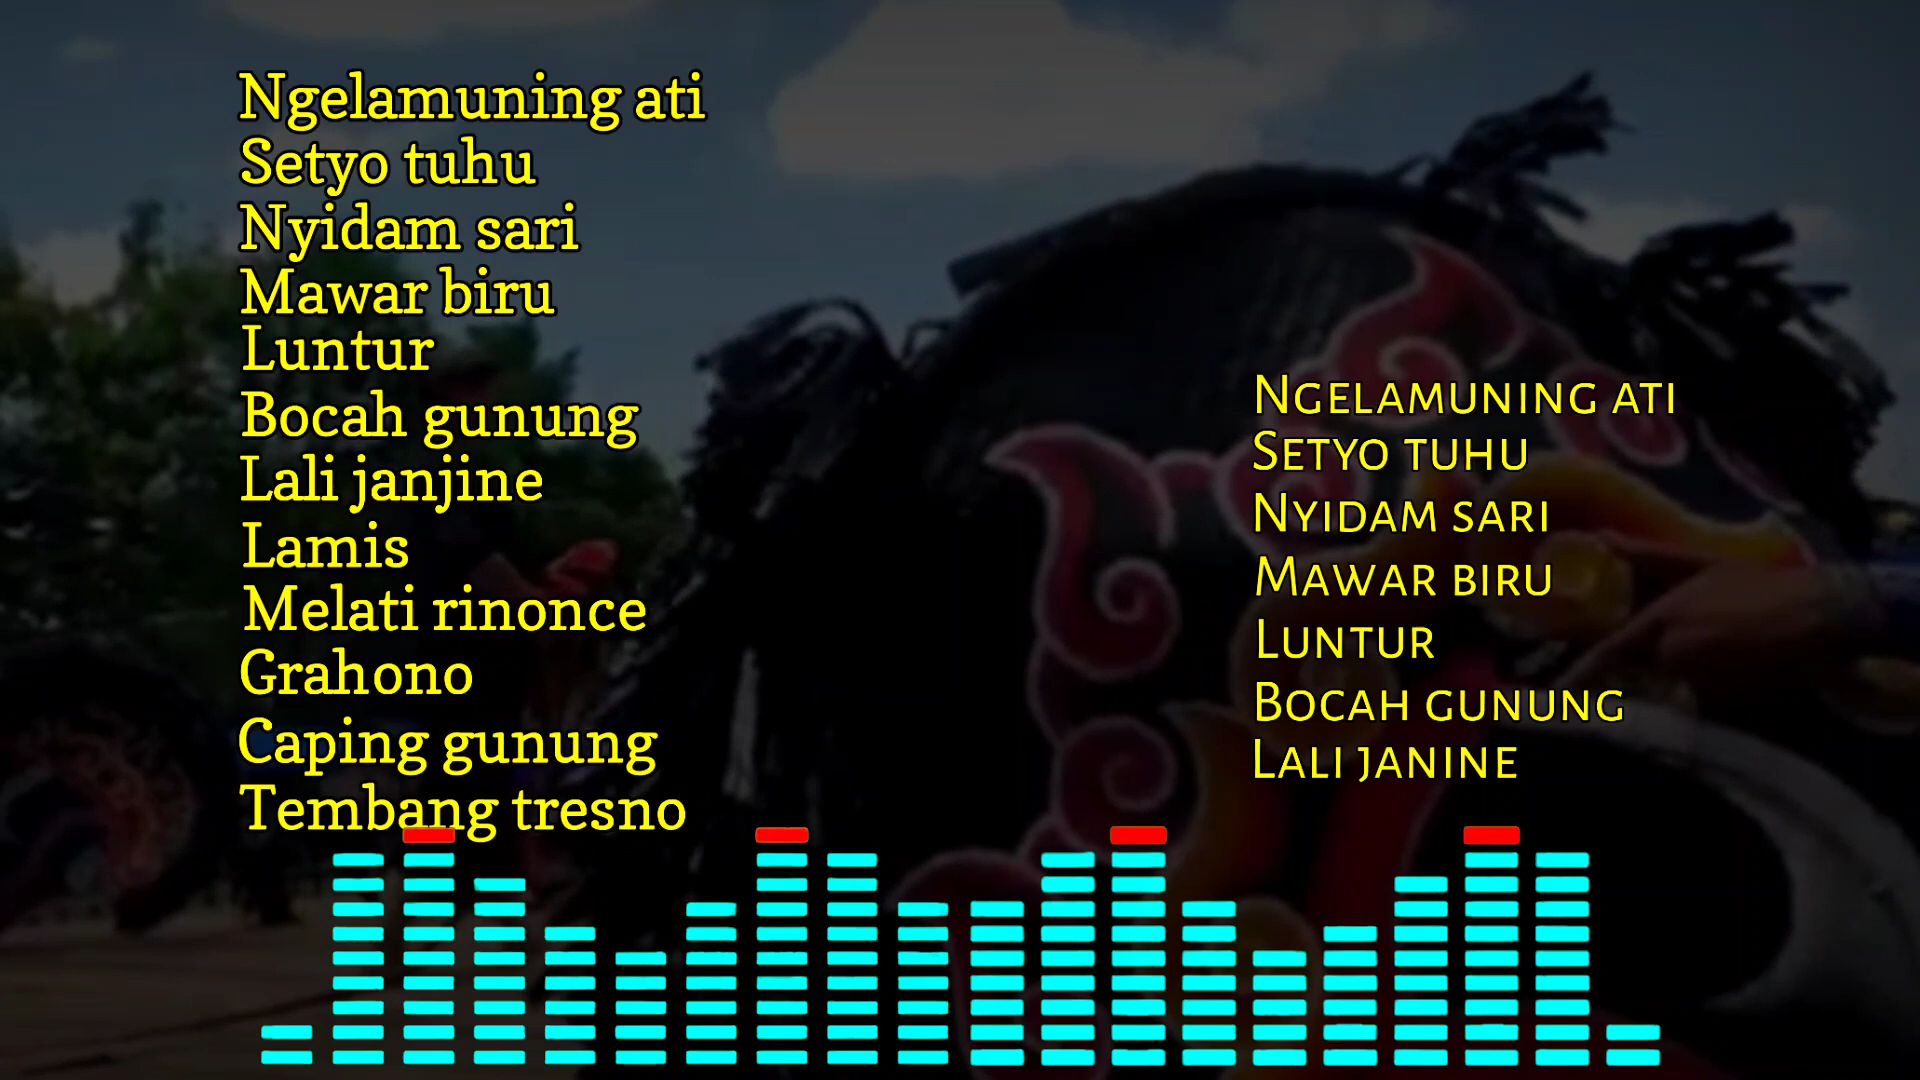 Ngelamuning ati
Setyo tuhu
Nyidam sari
Mawar biru
Luntur
Bocah gunung
Lali janjine
Lamis
Melati rinonce
Grahono
Caping gunung
Tembang tresno
Ngelamuning ati
Setyo tuhu
Nyidam sari
Mawar biru
Luntur
Bocah gunung
Lali janine